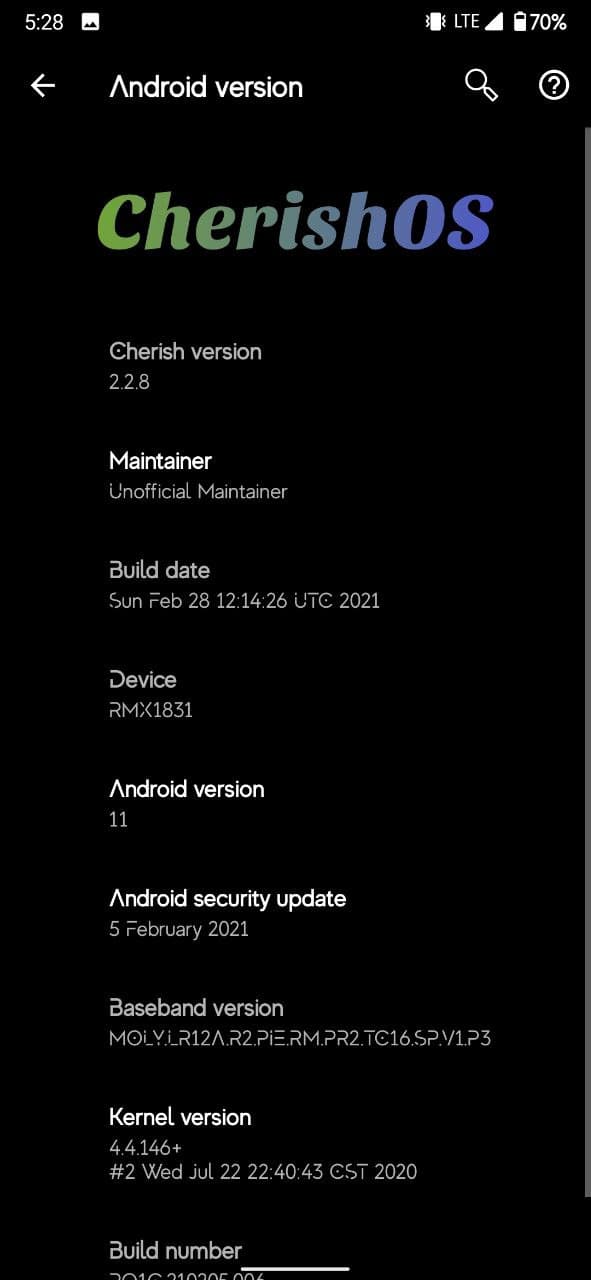 5:28 LTE 70%
Android version
CherishOS
Cherish version
2.2.8
Maintainer
Unofficial Maintainer
Build date
Sun Feb 28 12:14:26 UTC 2021
Device
RMX1831
Android version
11
Android security update
5 February 2021
Baseband version
MOLY.LR12A.R2.PIE.RM.PR2.TC16.SP.V1.P3
Kernel version
4.4.146+
#2 Wed Jul 22 22:40:43 CST 2020
Build number